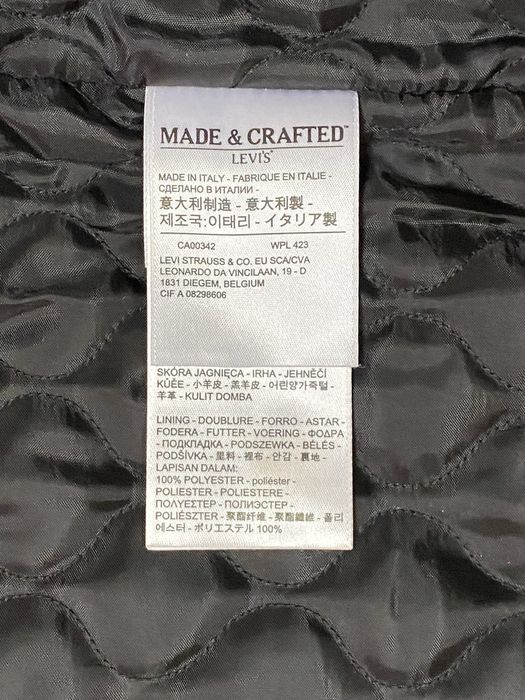 MADE & CRAFTED™
LEVI'S
MADE IN ITALY - FABRIQUE EN ITALIE -
СДЕЛАНО В ИТАЛИИ -
意大利制造 - 意大利製 -
제조국:이태리 - イタリア製
CA00342 WPL 423
LEVI STRAUSS & CO. EU SCA/CVA
LEONARDO DA VINCILAAN, 19 - D
1831 DIEGEM, BELGIUM
CIF A 08298606
SKÓRA JAGNIĘCA - IRHA - JEHNĚČÍ
KŮŽE - 小羊皮 - 羔羊皮 - 어린양가죽털 -
羊革 - KULIT DOMBA
LINING - DOUBLURE - FORRO - ASTAR -
FODERA - FUTTER - VOERING - ΦΟΔΡΑ
- ПОДКЛАДКА - PODSZEWKA - BÉLÉS -
PODŠÍVKA - 里料 - 裡布 - 안감 - 裏地 -
LAPISAN DALAM:
100% POLYESTER - poliéster -
POLIESTER - POLIESTERE -
ΠΟΛΥΕΣΤΕΡ - ПОЛИЭСТЕР -
POLIÉSZTER - 聚酯纤维 - 聚酯纖維 - 폴리
에스터 - ポリエステル 100%